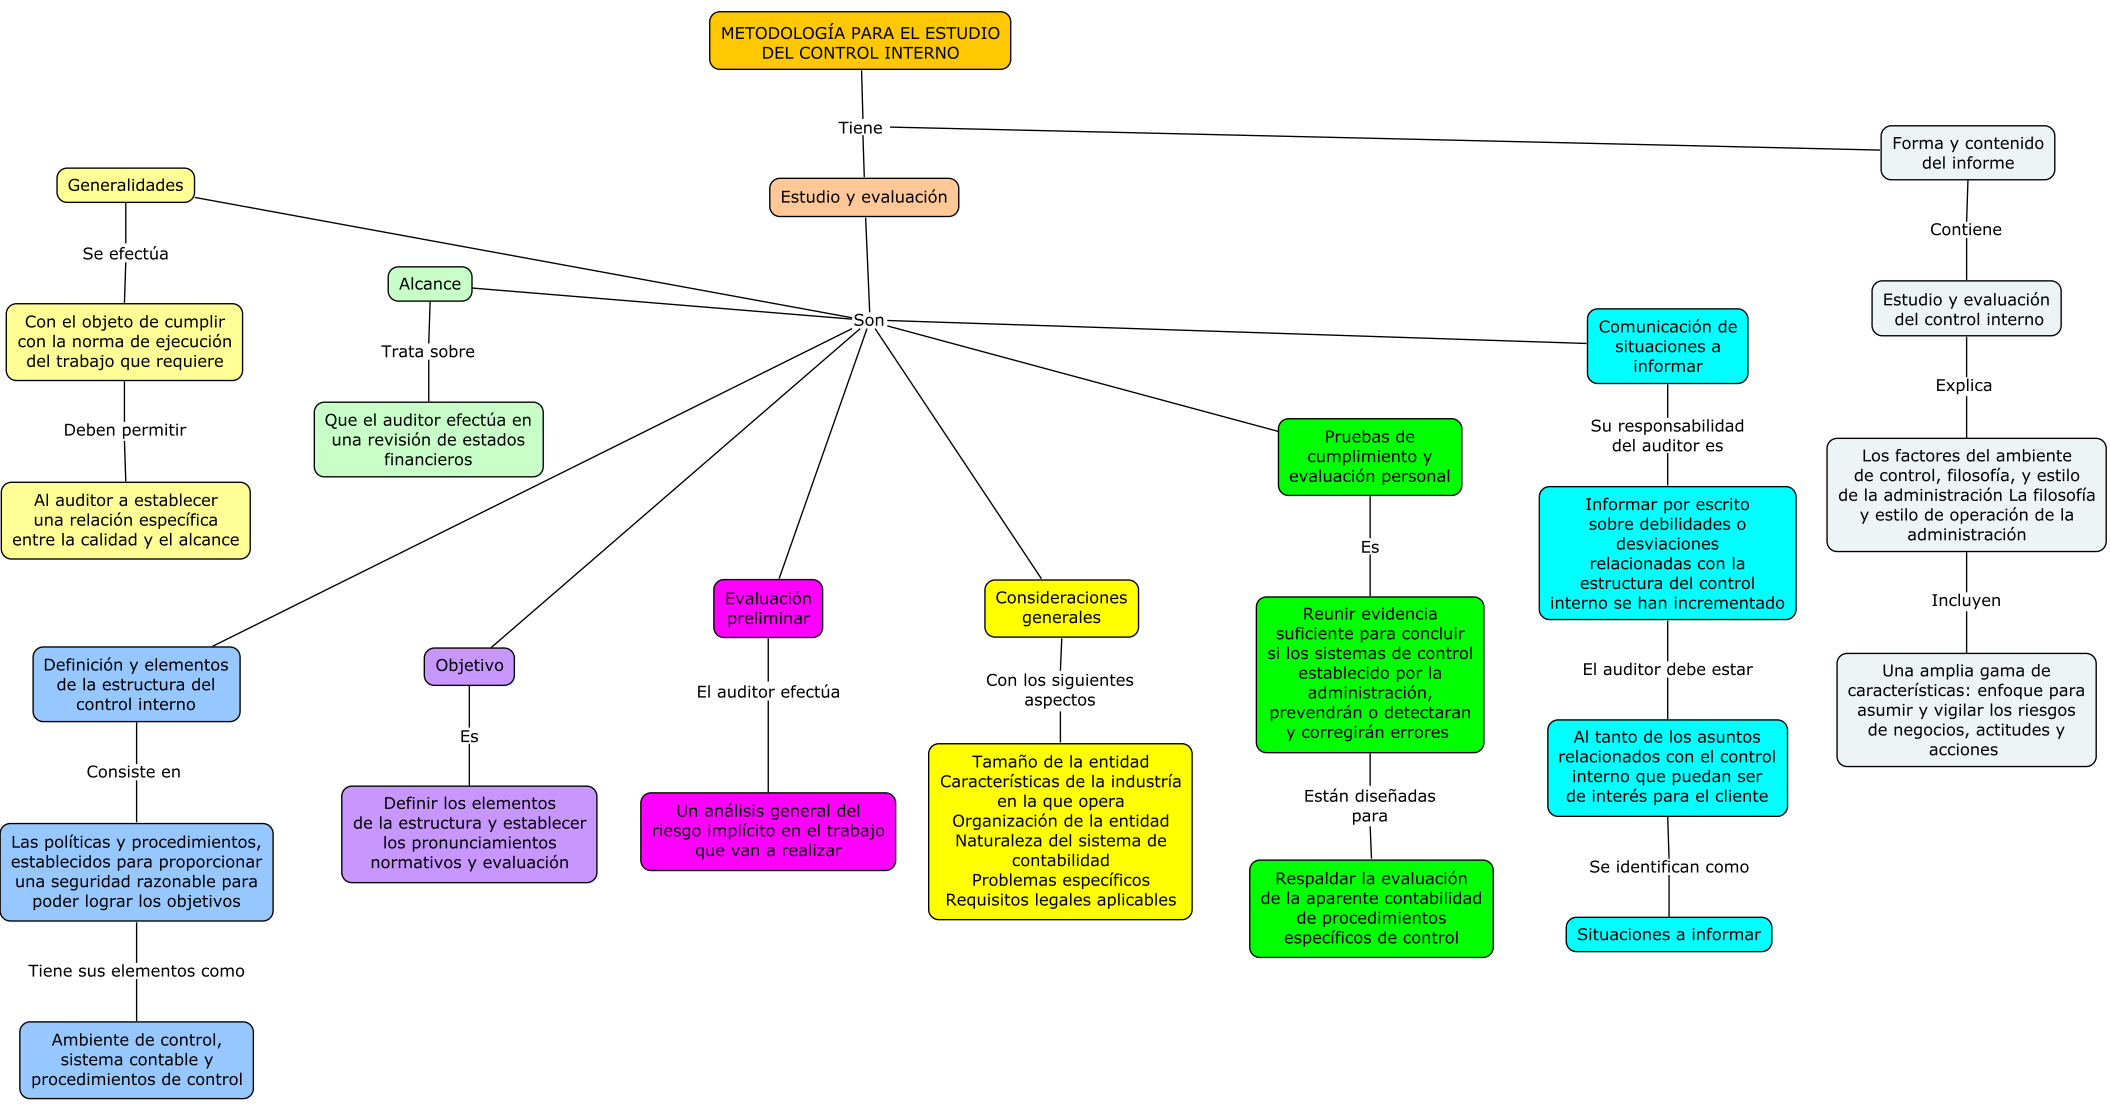 METODOLOGÍA PARA EL ESTUDIO
DEL CONTROL INTERNO
Tiene
Estudio y evaluación
Son
Generalidades
Se efectúa
Con el objeto de cumplir
con la norma de ejecución
del trabajo que requiere
Deben permitir
Al auditor a establecer
una relación específica
entre la calidad y el alcance
Alcance
Trata sobre
Que el auditor efectúa en
una revisión de estados
financieros
Definición y elementos
de la estructura del
control interno
Consiste en
Las políticas y procedimientos,
establecidos para proporcionar
una seguridad razonable para
poder lograr los objetivos
Tiene sus elementos como
Ambiente de control,
sistema contable y
procedimientos de control
Objetivo
Es
Definir los elementos
de la estructura y establecer
los pronunciamientos
normativos y evaluación
Evaluación
preliminar
El auditor efectúa
Un análisis general del
riesgo implícito en el trabajo
que van a realizar
Consideraciones
generales
Con los siguientes
aspectos
Tamaño de la entidad
Características de la industría
en la que opera
Organización de la entidad
Naturaleza del sistema de
contabilidad
Problemas específicos
Requisitos legales aplicables
Pruebas de
cumplimiento y
evaluación personal
Es
Reunir evidencia
suficiente para concluir
si los sistemas de control
establecido por la
administración,
prevendrán o detectaran
y corregirán errores
Están diseñadas
para
Respaldar la evaluación
de la aparente contabilidad
de procedimientos
específicos de control
Comunicación de
situaciones a
informar
Su responsabilidad
del auditor es
Informar por escrito
sobre debilidades o
desviaciones
relacionadas con la
estructura del control
interno se han incrementado
El auditor debe estar
Al tanto de los asuntos
relacionados con el control
interno que puedan ser
de interés para el cliente
Se identifican como
Situaciones a informar
Forma y contenido
del informe
Contiene
Estudio y evaluación
del control interno
Explica
Los factores del ambiente
de control, filosofía, y estilo
de la administración La filosofía
y estilo de operación de la
administración
Incluyen
Una amplia gama de
características: enfoque para
asumir y vigilar los riesgos
de negocios, actitudes y
acciones